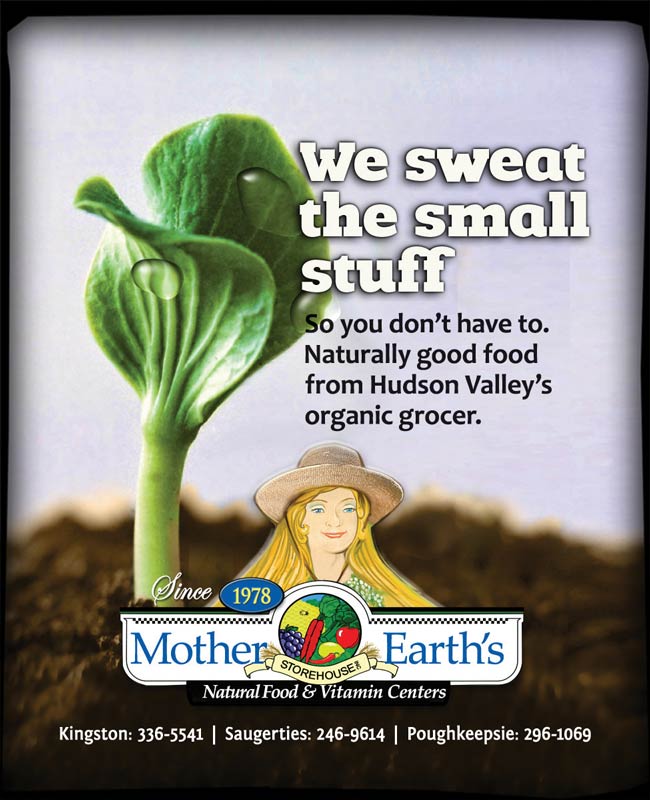 We sweat
the small
stuff
So you don't have to.
Naturally good food
from Hudson Valley's
organic grocer.
Since 1978
Mother Earth's
STOREHOUSE
Natural Food & Vitamin Centers
Kingston: 336-5541 | Saugerties: 246-9614 | Poughkeepsie: 296-1069